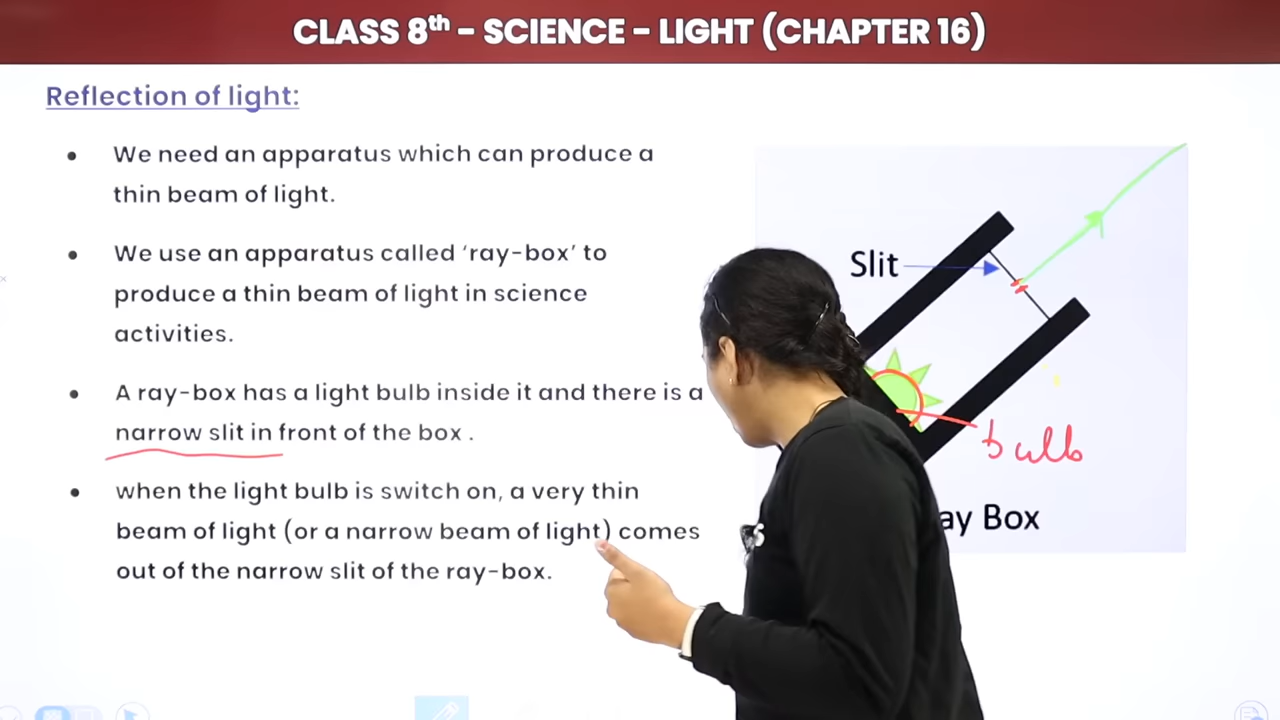 CLASS 8th - SCIENCE - LIGHT (CHAPTER 16)
Reflection of light:
• We need an apparatus which can produce a
thin beam of light.
• We use an apparatus called ‘ray-box’ to
produce a thin beam of light in science
activities.
• A ray-box has a light bulb inside it and there is a
narrow slit in front of the box .
• when the light bulb is switch on, a very thin
beam of light (or a narrow beam of light) comes
out of the narrow slit of the ray-box.
Slit
bulb
ay Box